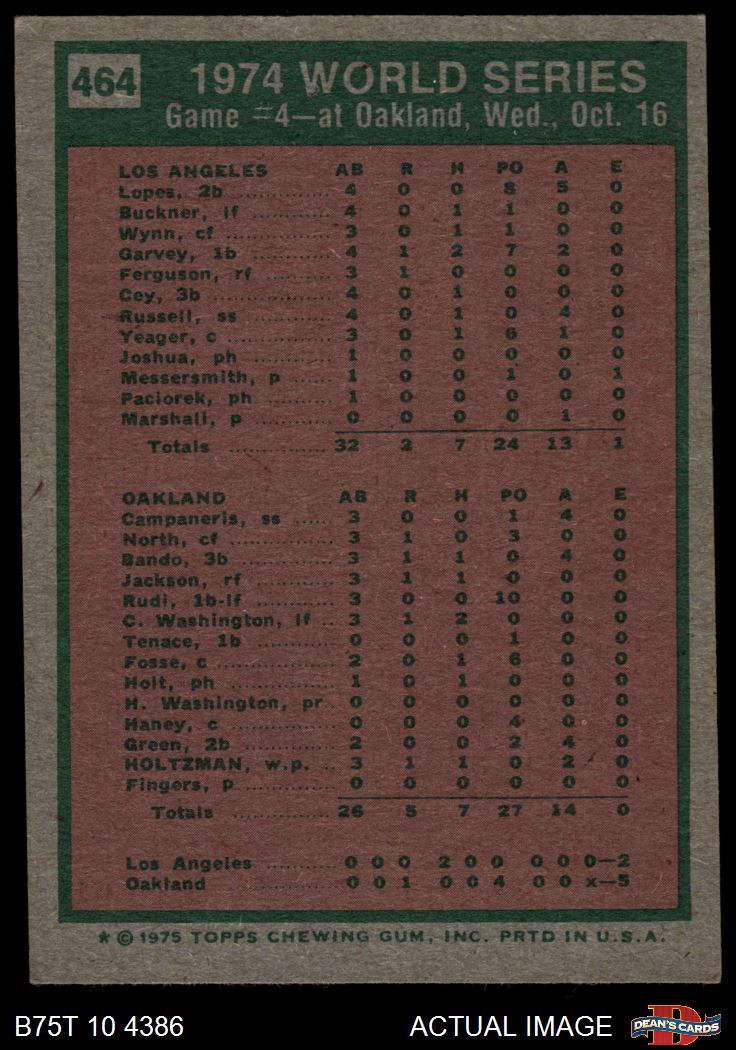 464
1974 WORLD SERIES
Game #4—at Oakland, Wed., Oct. 16
LOS ANGELES AB R H PO A E
Lopes, 2b ............ 4 0 0 8 5 0
Buckner, lf ............ 4 0 1 1 0 0
Wynn, cf ............ 3 0 1 1 0 0
Garvey, 1b ............ 4 1 2 7 2 0
Ferguson, rf ............ 3 1 0 0 0 0
Cey, 3b ............ 4 0 1 0 0 0
Russell, ss ............ 4 0 1 0 4 0
Yeager, c ............ 3 0 1 6 1 0
Joshua, ph ............ 1 0 0 0 0 0
Messersmith, p ...... 1 0 0 1 0 1
Paciorek, ph ......... 1 0 0 0 0 0
Marshall, p ............ 0 0 0 0 1 0
Totals ............ 32 2 7 24 13 1
OAKLAND AB R H PO A E
Campaneris, ss ...... 3 0 0 1 4 0
North, cf ............ 3 1 0 3 0 0
Bando, 3b ............ 3 1 1 0 4 0
Jackson, rf ............ 3 1 1 0 0 0
Rudi, 1b-lf ............ 3 0 0 10 0 0
C. Washington, lf .. 3 1 2 0 0 0
Tenace, 1b ............ 0 0 0 1 0 0
Fosse, c ............ 2 0 1 6 0 0
Holt, ph ............ 1 0 1 0 0 0
H. Washington, pr . 0 0 0 0 0 0
Haney, c ............ 0 0 0 4 0 0
Green, 2b ............ 2 0 0 2 4 0
HOLTZMAN, w.p. .. 3 1 1 0 2 0
Fingers, p ............ 0 0 0 0 0 0
Totals ............ 26 5 7 27 14 0
Los Angeles .......... 0 0 0 2 0 0 0 0 0—2
Oakland ............ 0 0 1 0 0 4 0 0 x—5
* © 1975 TOPPS CHEWING GUM, INC. PRTD IN U.S.A.
B75T 10 4386 ACTUAL IMAGE D DEAN'S CARDS